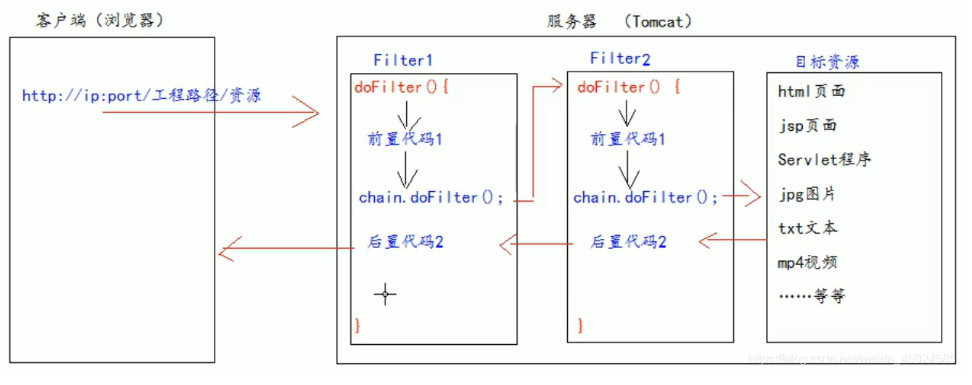 客户端（浏览器）
服务器 （Tomcat）
http://ip:port/工程路径/资源
Filter1
doFilter(){
前置代码1
chain.doFilter();
后置代码2
}
Filter2
doFilter() {
前置代码1
chain.doFilter();
后置代码2
}
目标资源
html页面
jsp页面
Servlet程序
jpg图片
txt文本
mp4视频
……等等
https://blog.csdn.net/weixin_45024585